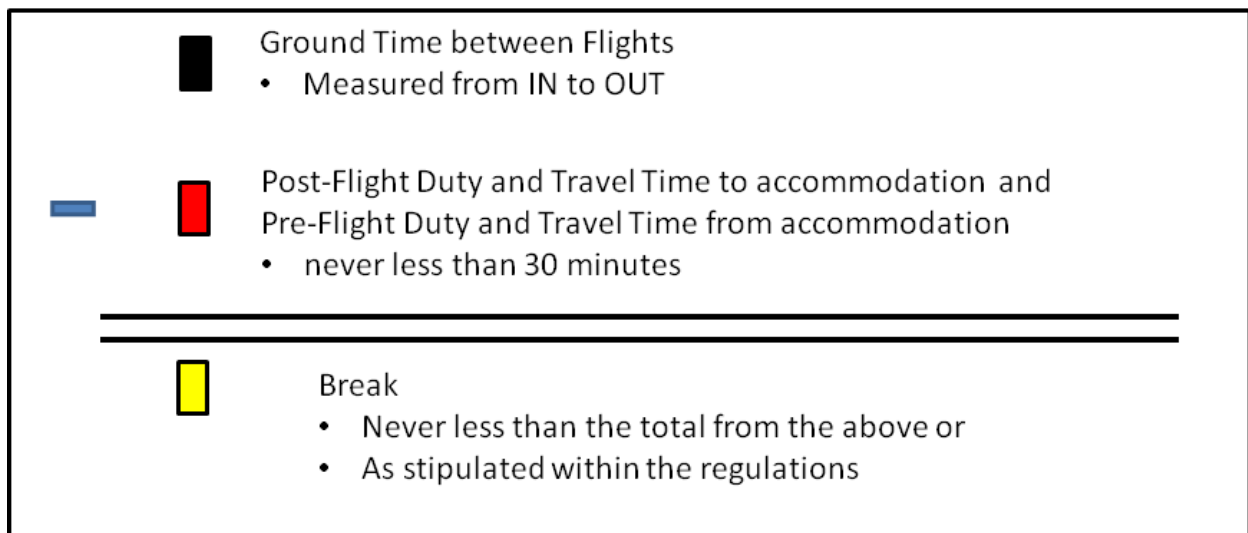 Ground Time between Flights
• Measured from IN to OUT
Post-Flight Duty and Travel Time to accommodation and
Pre-Flight Duty and Travel Time from accommodation
• never less than 30 minutes
Break
• Never less than the total from the above or
• As stipulated within the regulations